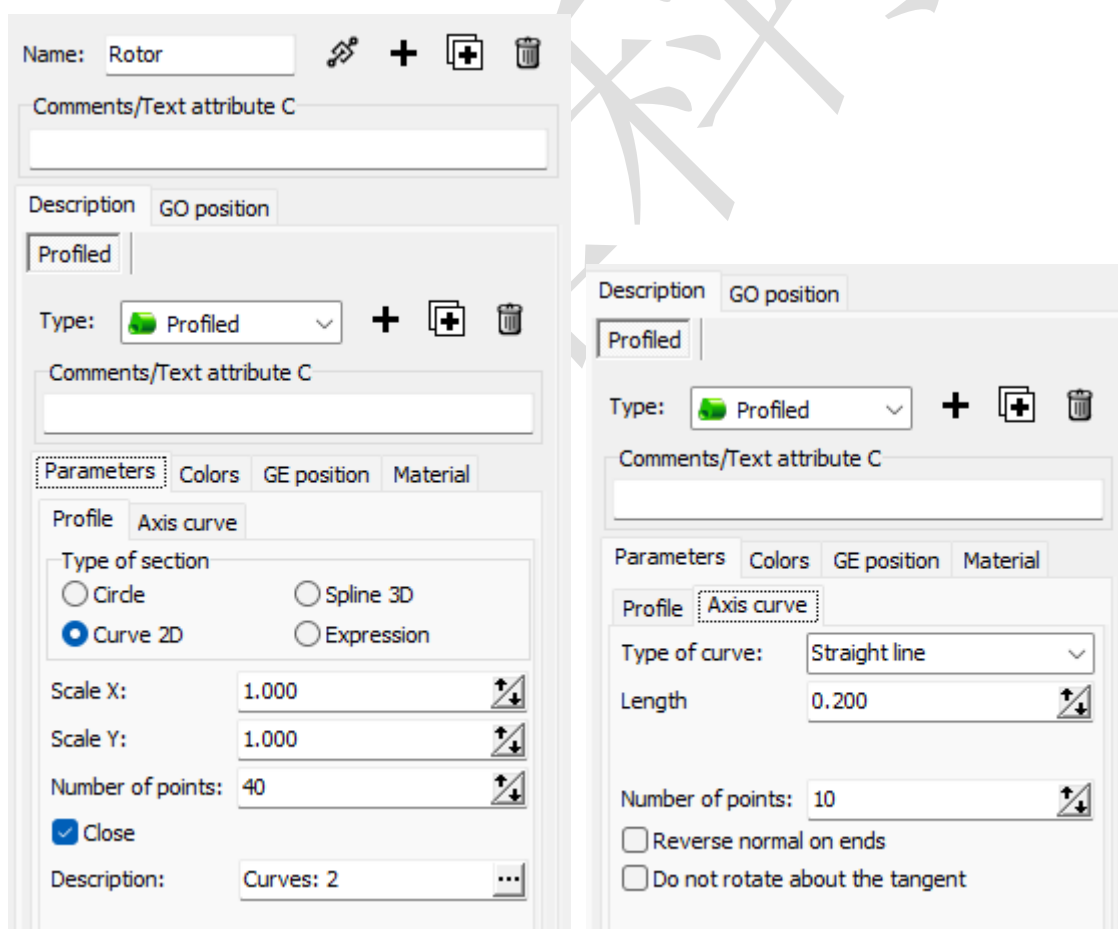 Name: Rotor
Comments/Text attribute C
Description GO position
Profiled
Type: Profiled
Comments/Text attribute C
Parameters Colors GE position Material
Profile Axis curve
Type of section
Circle Spline 3D
Curve 2D Expression
Scale X: 1.000
Scale Y: 1.000
Number of points: 40
Close
Description: Curves: 2
Description GO position
Profiled
Type: Profiled
Comments/Text attribute C
Parameters Colors GE position Material
Profile Axis curve
Type of curve: Straight line
Length 0.200
Number of points: 10
Reverse normal on ends
Do not rotate about the tangent